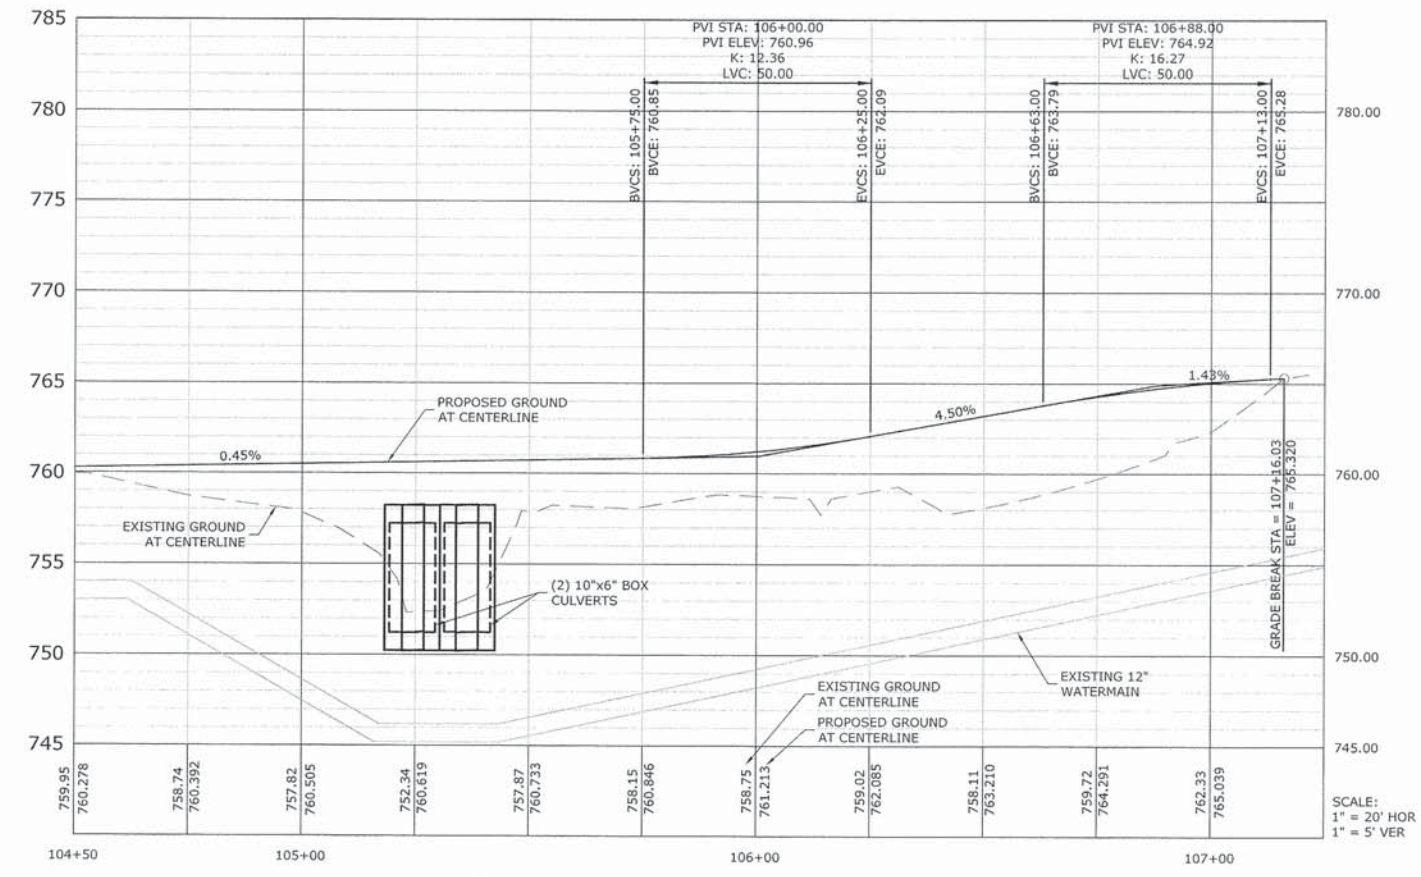 785
780
775
770
765
760
755
750
745
PVI STA: 106+00.00
PVI ELEV: 760.96
K: 12.36
LVC: 50.00
PVI STA: 106+88.00
PVI ELEV: 764.92
K: 16.27
LVC: 50.00
BVCS: 105+75.00
BVCE: 760.85
EVCS: 106+25.00
EVCE: 762.09
BVCS: 106+63.00
BVCE: 763.79
EVCS: 107+13.00
EVCE: 765.28
780.00
770.00
760.00
750.00
745.00
0.45%
PROPOSED GROUND
AT CENTERLINE
4.50%
1.43%
EXISTING GROUND
AT CENTERLINE
(2) 10"x6" BOX
CULVERTS
GRADE BREAK STA = 107+16.03
ELEV = 765.320
EXISTING 12"
WATERMAIN
EXISTING GROUND
AT CENTERLINE
PROPOSED GROUND
AT CENTERLINE
759.95
760.278
758.74
760.392
757.82
760.505
752.34
760.619
757.87
760.733
758.15
760.846
758.75
761.213
759.02
762.085
758.11
763.210
759.72
764.291
762.33
765.039
SCALE:
1" = 20' HOR
1" = 5' VER
104+50
105+00
106+00
107+00